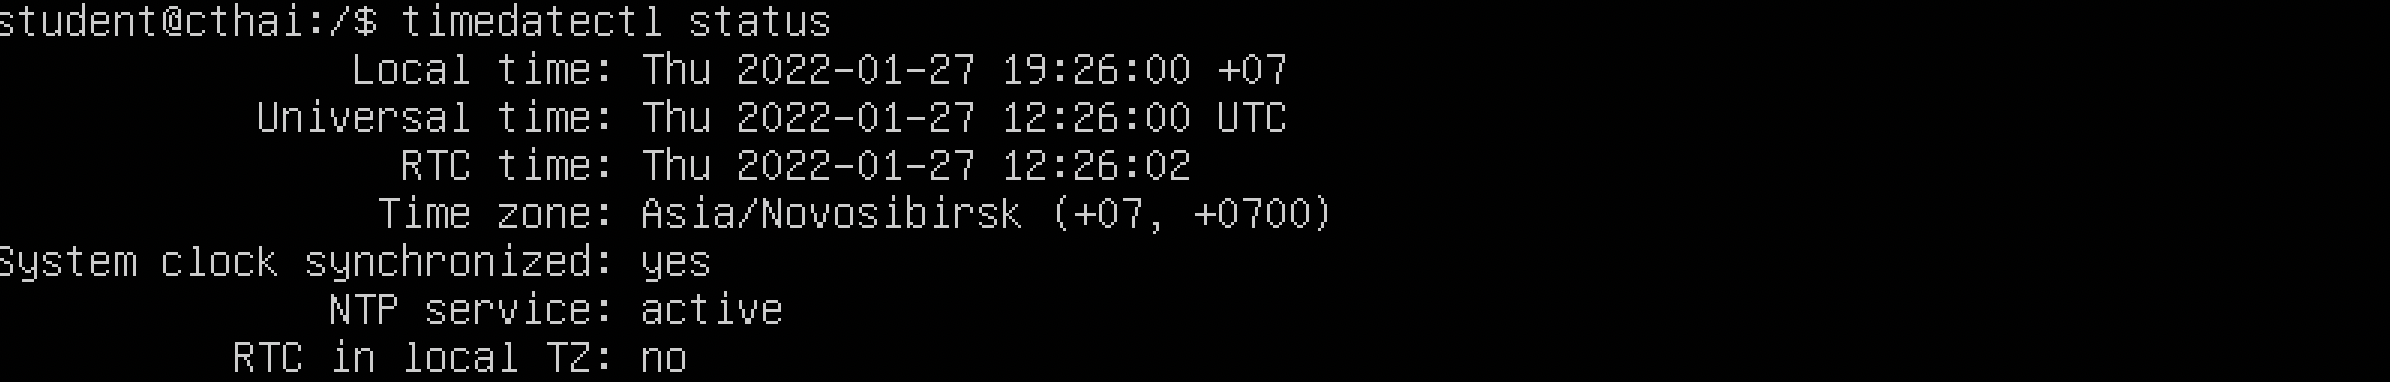 student@cthai:/$ timedatectl status
Local time: Thu 2022-01-27 19:26:00 +07
Universal time: Thu 2022-01-27 12:26:00 UTC
RTC time: Thu 2022-01-27 12:26:02
Time zone: Asia/Novosibirsk (+07, +0700)
System clock synchronized: yes
NTP service: active
RTC in local TZ: no